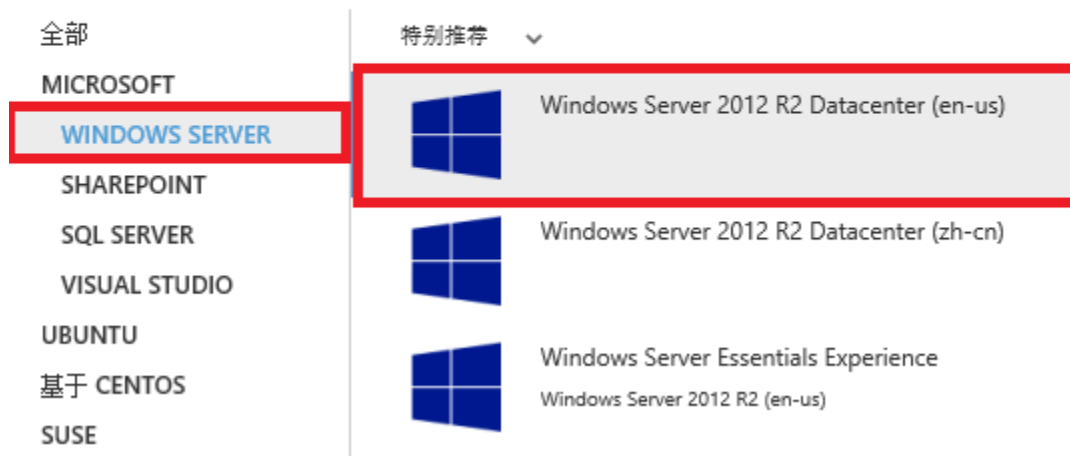 全部
MICROSOFT
WINDOWS SERVER
SHAREPOINT
SQL SERVER
VISUAL STUDIO
UBUNTU
基于 CENTOS
SUSE
特别推荐
Windows Server 2012 R2 Datacenter (en-us)
Windows Server 2012 R2 Datacenter (zh-cn)
Windows Server Essentials Experience
Windows Server 2012 R2 (en-us)